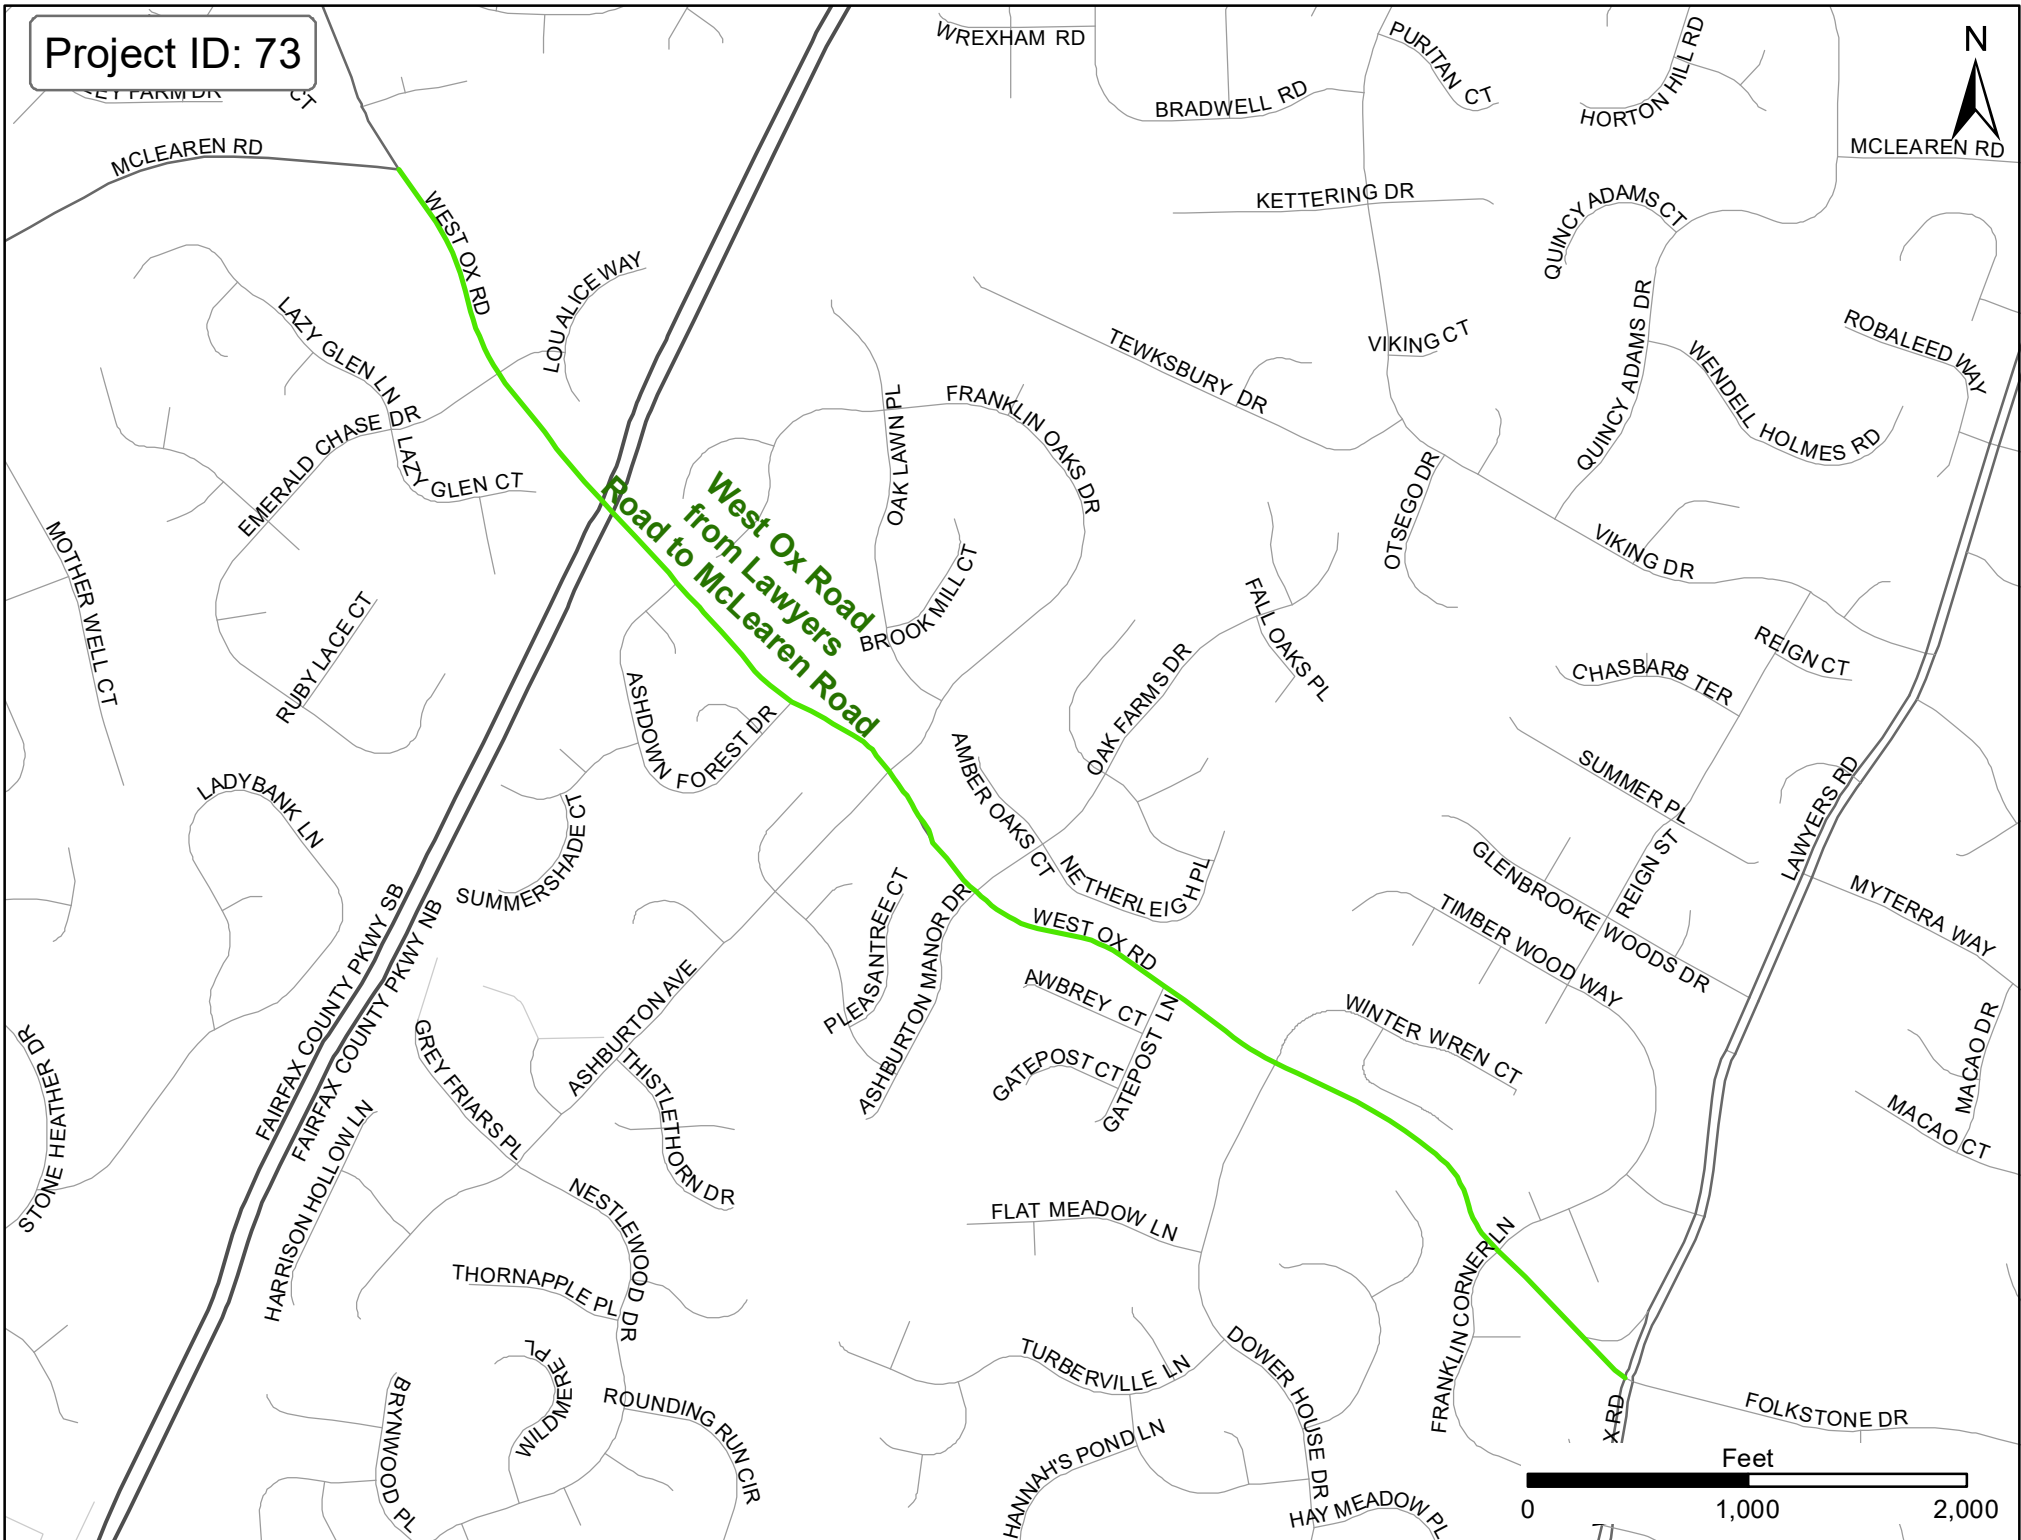 Project ID: 73
N
WREXHAM RD
PURITAN CT
HORTON HILL RD
BRADWELL RD
CT
MCLEAREN RD
MCLEAREN RD
KETTERING DR
QUINCY ADAMS CT
WEST OX RD
LOU ALICE WAY
LAZY GLEN LN
TEWKSBURY DR
VIKING CT
QUINCY ADAMS DR
ROBALEED WAY
WENDELL HOLMES RD
EMERALD CHASE DR
LAZY GLEN CT
OAK LAWN PL
FRANKLIN OAKS DR
OTSEGO DR
VIKING DR
West Ox Road
from Lawyers
Road to McLearen Road
MOTHER WELL CT
RUBY LACE CT
BROOK MILL CT
FALL OAKS PL
REIGN CT
CHASBARB TER
ASHDOWN FOREST DR
OAK FARMS DR
AMBER OAKS CT
SUMMER PL
LAWYERS RD
LADYBANK LN
SUMMERSHADE CT
NETHERLEIGH PL
GLENBROOKE WOODS DR
REIGN ST
MYTERRA WAY
FAIRFAX COUNTY PKWY SB
FAIRFAX COUNTY PKWY NB
PLEASANTREE CT
ASHBURTON MANOR DR
WEST OX RD
TIMBER WOOD WAY
ASHBURTON AVE
AWBREY CT
GATEPOST LN
GATEPOST CT
WINTER WREN CT
MACAO DR
MACAO CT
STONE HEATHER DR
GREY FRIARS PL
THISTLETHORN DR
HARRISON HOLLOW LN
NESTLEWOOD DR
FLAT MEADOW LN
FRANKLIN CORNER LN
THORNAPPLE PL
WILDMERE PL
TURBERVILLE LN
DOWER HOUSE DR
BRYNWOOD PL
ROUNDING RUN CIR
HANNAH'S POND LN
HAY MEADOW PL
X RD
FOLKSTONE DR
Feet
0 1,000 2,000